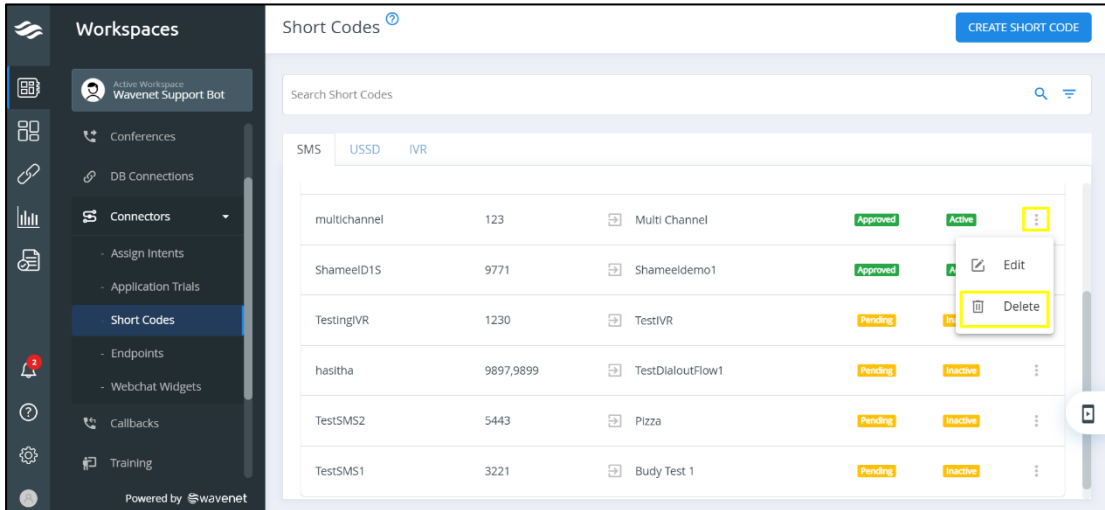 Workspaces
Short Codes
CREATE SHORT CODE
Active Workspace
Wavenet Support Bot
Search Short Codes
Conferences
DB Connections
Connectors
- Assign Intents
- Application Trials
Short Codes
- Endpoints
- Webchat Widgets
Callbacks
Training
Powered by wavenet
2
SMS USSD IVR
multichannel 123 Multi Channel Approved Active
ShameelD1S 9771 Shameeldemo1 Approved
TestingIVR 1230 TestIVR Pending
hasitha 9897,9899 TestDialoutFlow1 Pending Inactive
TestSMS2 5443 Pizza Pending Inactive
TestSMS1 3221 Budy Test 1 Pending Inactive
Edit
Delete